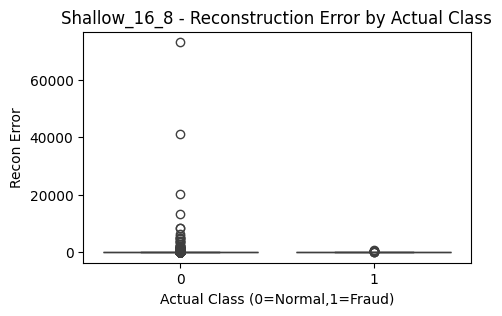 Shallow_16_8 - Reconstruction Error by Actual Class
Recon Error
60000
40000
20000
0
0
1
Actual Class (0=Normal,1=Fraud)